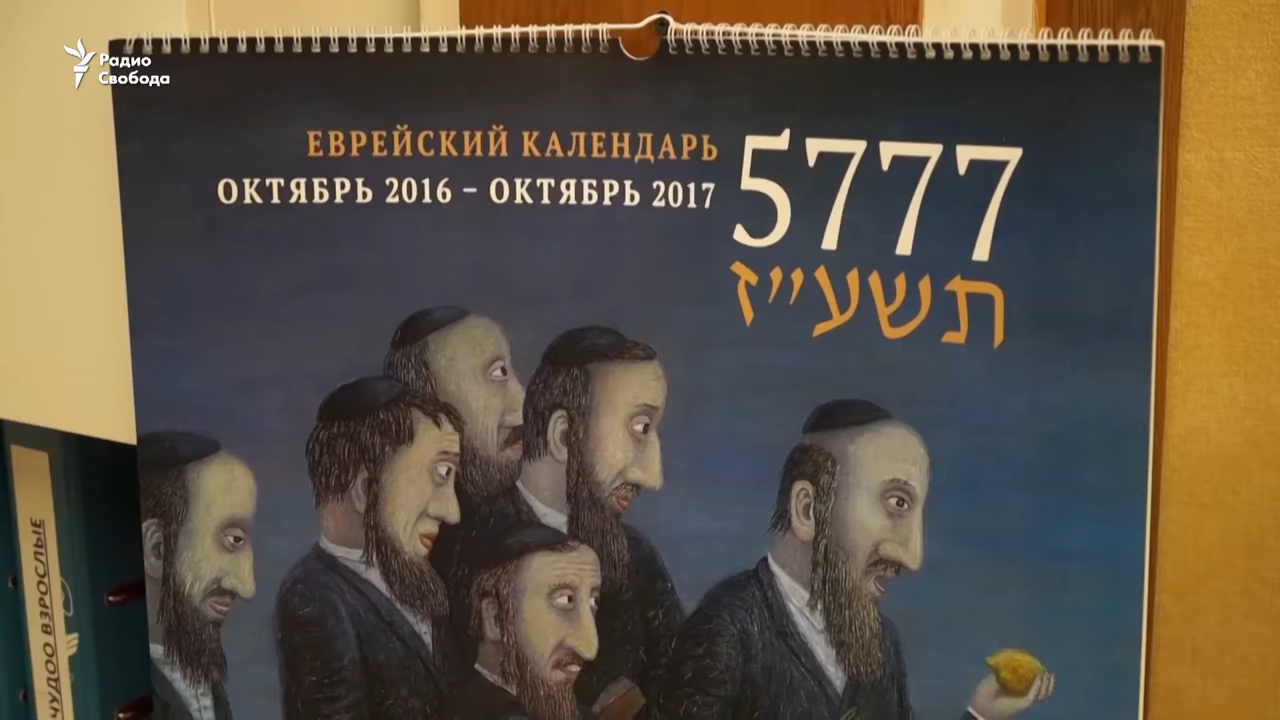 Радио
Свобода
ЕВРЕЙСКИЙ КАЛЕНДАРЬ
ОКТЯБРЬ 2016 – ОКТЯБРЬ 2017
5777
תשע״ז
ЧУДОО ВЗРОСЛЫЕ